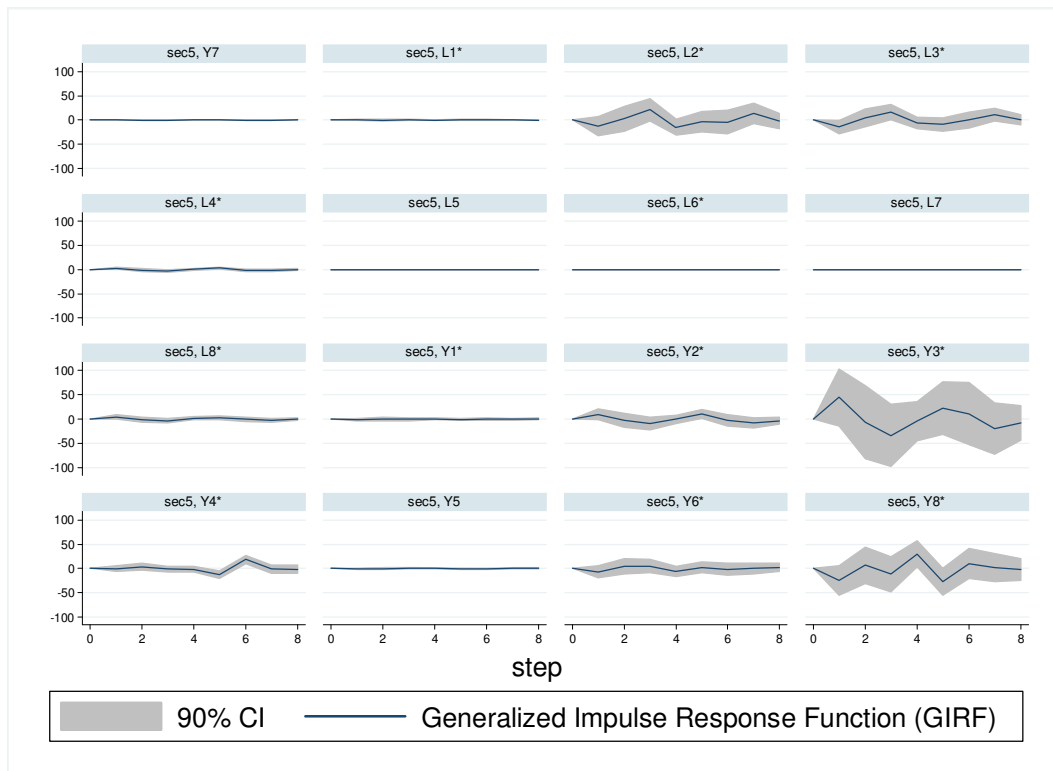 sec5, Y7 sec5, L1* sec5, L2* sec5, L3*
100
50
0
-50
-100
sec5, L4* sec5, L5 sec5, L6* sec5, L7
100
50
0
-50
-100
sec5, L8* sec5, Y1* sec5, Y2* sec5, Y3*
100
50
0
-50
-100
sec5, Y4* sec5, Y5 sec5, Y6* sec5, Y8*
100
50
0
-50
-100
0 2 4 6 8 0 2 4 6 8 0 2 4 6 8 0 2 4 6 8
step
90% CI Generalized Impulse Response Function (GIRF)